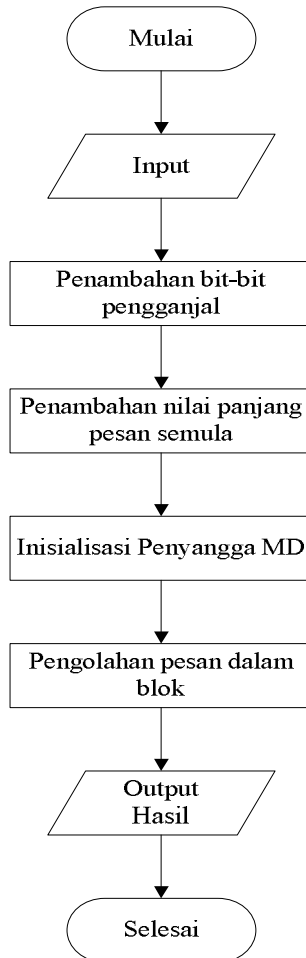 Mulai
Input
Penambahan bit-bit
pengganjal
Penambahan nilai panjang
pesan semula
Inisialisasi Penyangga MD
Pengolahan pesan dalam
blok
Output
Hasil
Selesai